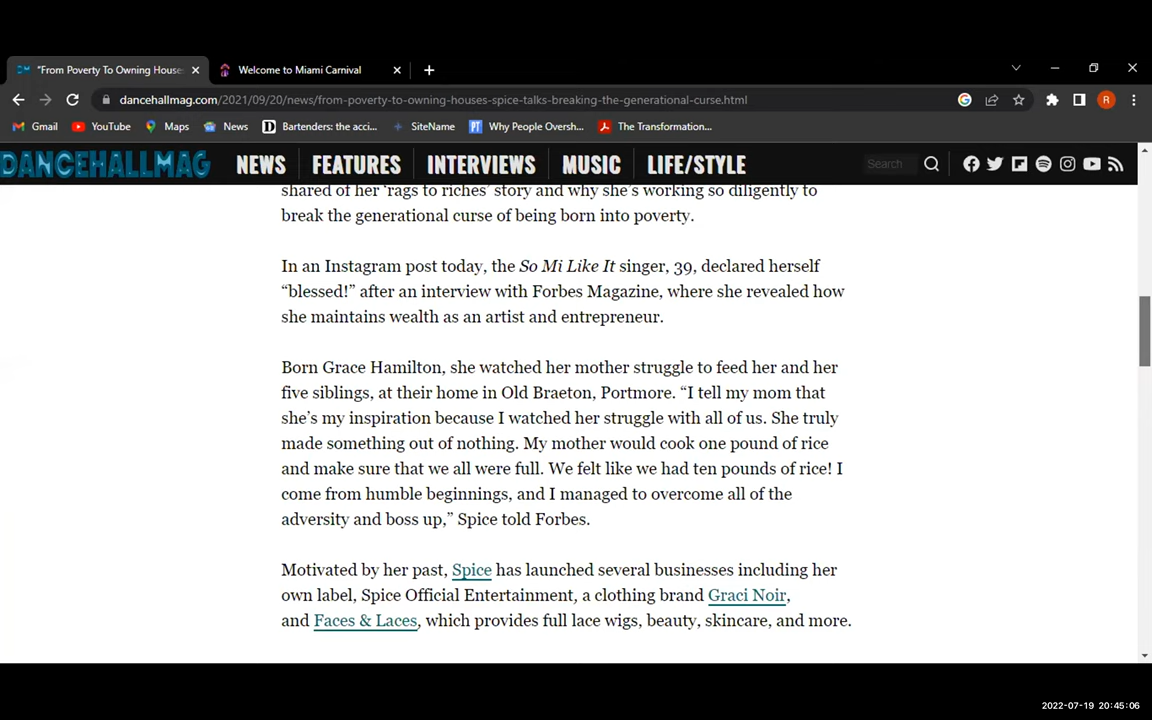 "From Poverty To Owning House
Welcome to Miami Carnival
dancehallmag.com/2021/09/20/news/from-poverty-to-owning-houses-spice-talks-breaking-the-generational-curse.html
R
Gmail
YouTube
Maps
News
D
Bartenders: the acci...
SiteName
PT
Why People Oversh...
The Transformation...
DANCEHALLMAG
NEWS
FEATURES
INTERVIEWS
MUSIC
LIFE/STYLE
Search
shared of her ‘rags to riches’ story and why she’s working so diligently to
break the generational curse of being born into poverty.
In an Instagram post today, the So Mi Like It singer, 39, declared herself
“blessed!” after an interview with Forbes Magazine, where she revealed how
she maintains wealth as an artist and entrepreneur.
Born Grace Hamilton, she watched her mother struggle to feed her and her
five siblings, at their home in Old Braeton, Portmore. “I tell my mom that
she’s my inspiration because I watched her struggle with all of us. She truly
made something out of nothing. My mother would cook one pound of rice
and make sure that we all were full. We felt like we had ten pounds of rice! I
come from humble beginnings, and I managed to overcome all of the
adversity and boss up,” Spice told Forbes.
Motivated by her past, Spice has launched several businesses including her
own label, Spice Official Entertainment, a clothing brand Graci Noir,
and Faces & Laces, which provides full lace wigs, beauty, skincare, and more.
2022-07-19 20:45:06